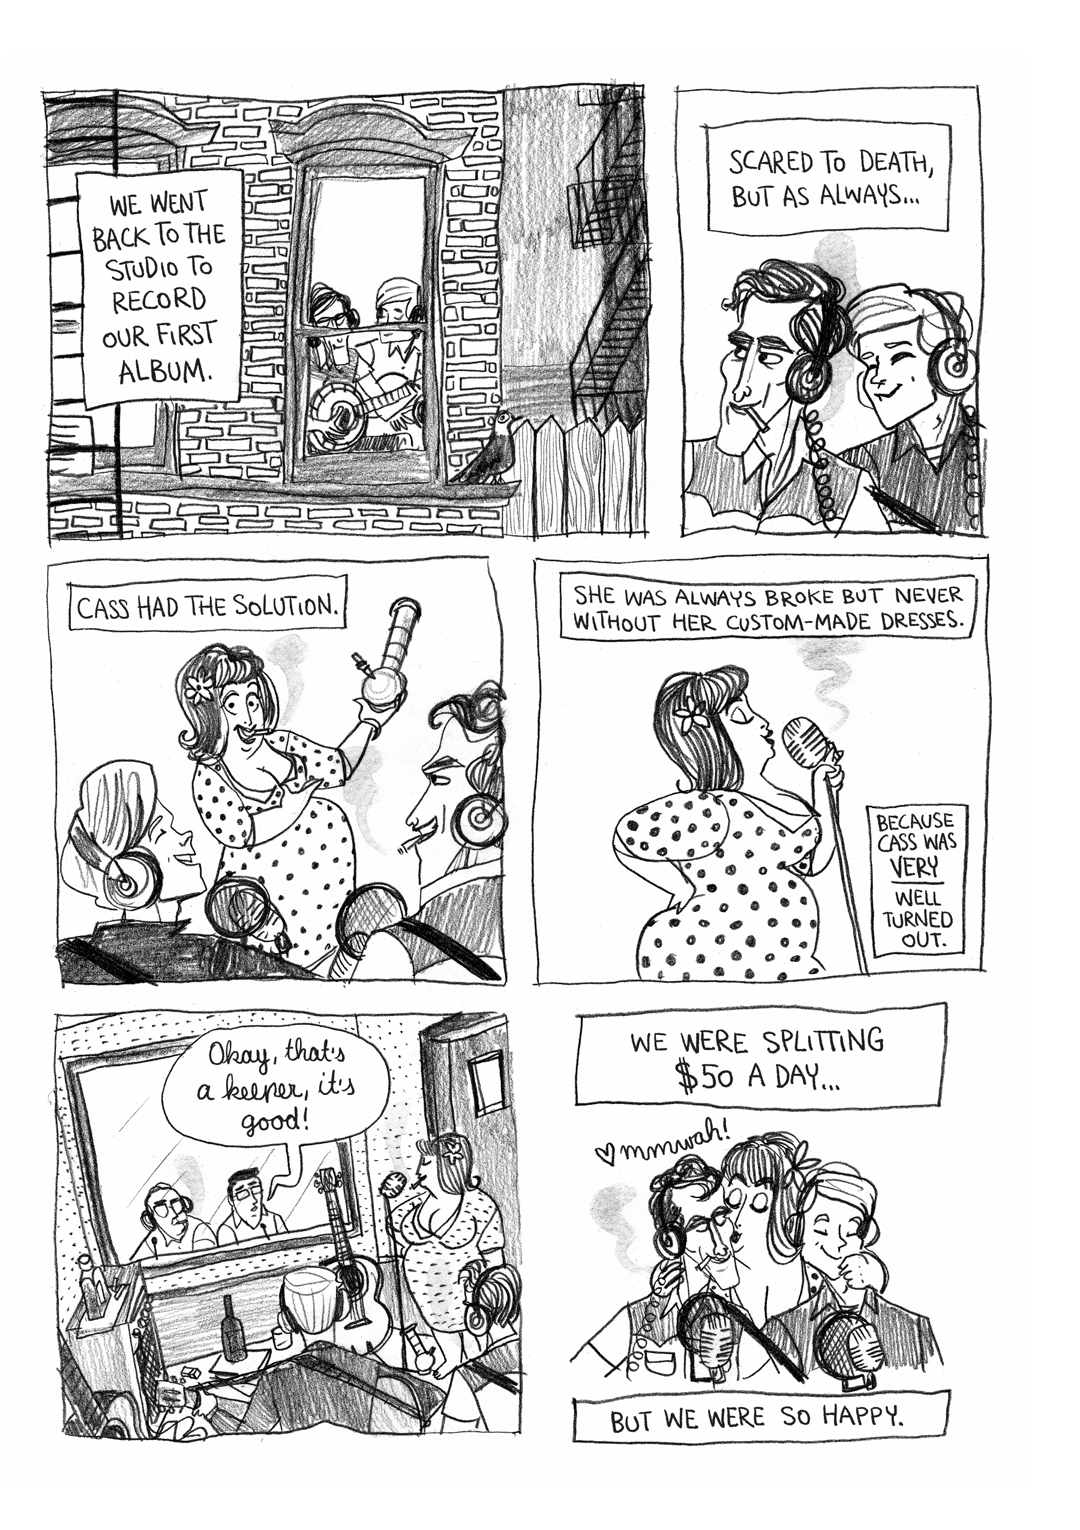 WE WENT
BACK TO THE
STUDIO TO
RECORD
OUR FIRST
ALBUM.
SCARED TO DEATH,
BUT AS ALWAYS...
CASS HAD THE SOLUTION.
SHE WAS ALWAYS BROKE BUT NEVER
WITHOUT HER CUSTOM-MADE DRESSES.
BECAUSE
CASS WAS
VERY
WELL
TURNED
OUT.
Okay, that's
a keeper, it's
good!
WE WERE SPLITTING
$50 A DAY...
♡mmwah!
BUT WE WERE SO HAPPY.